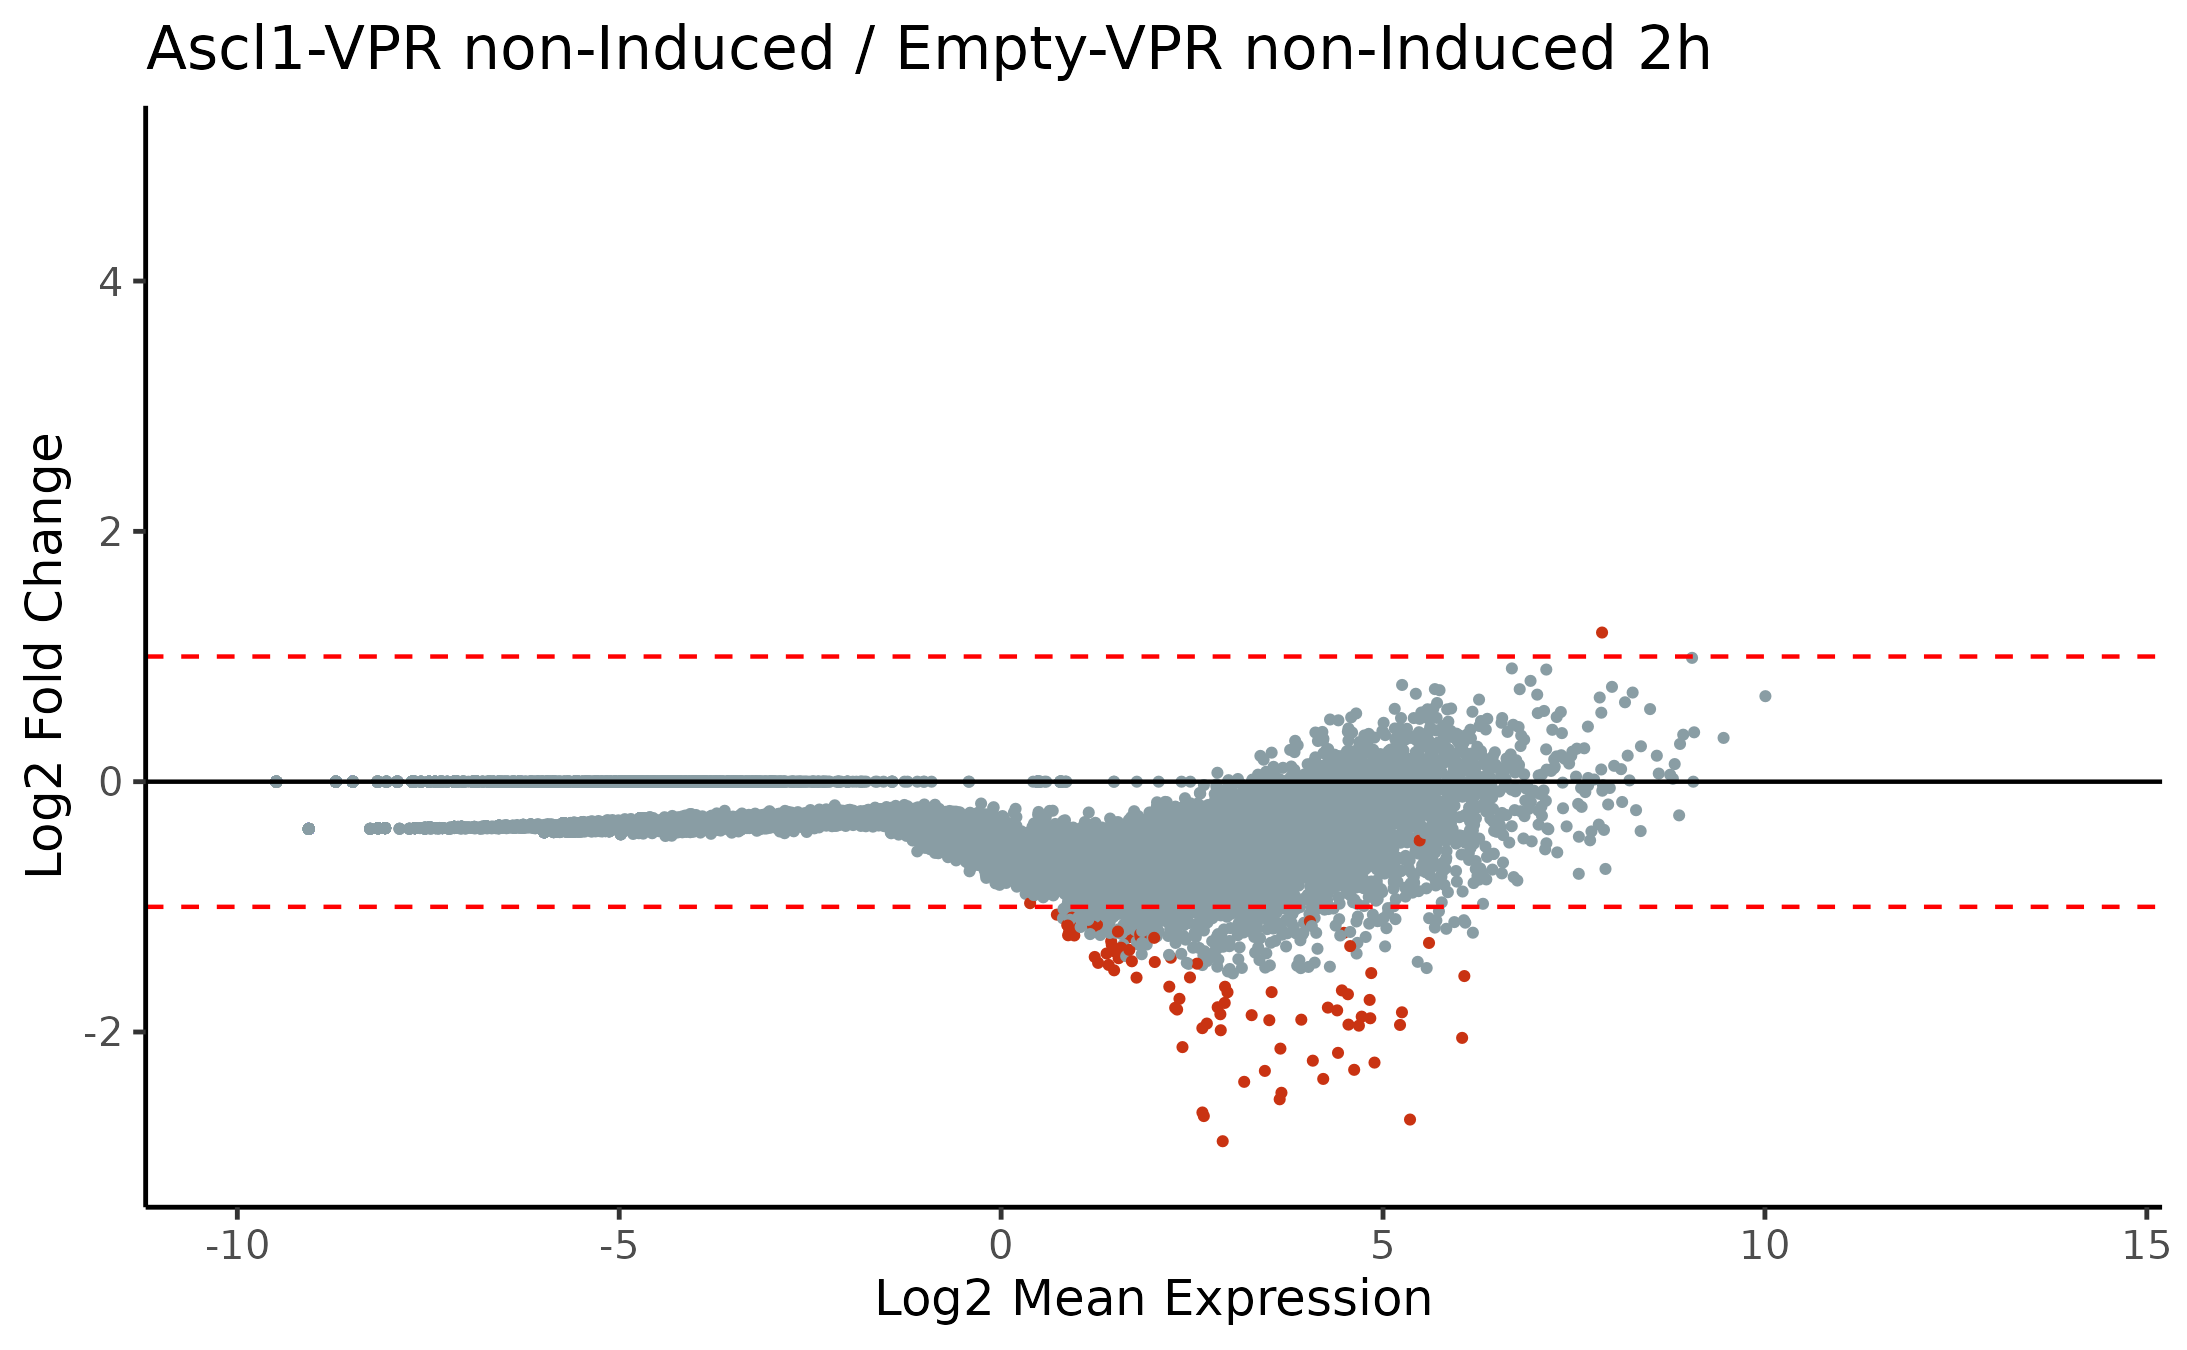 Ascl1-VPR non-Induced / Empty-VPR non-Induced 2h
Log2 Fold Change
4
2
0
-2
-10 -5 0 5 10 15
Log2 Mean Expression